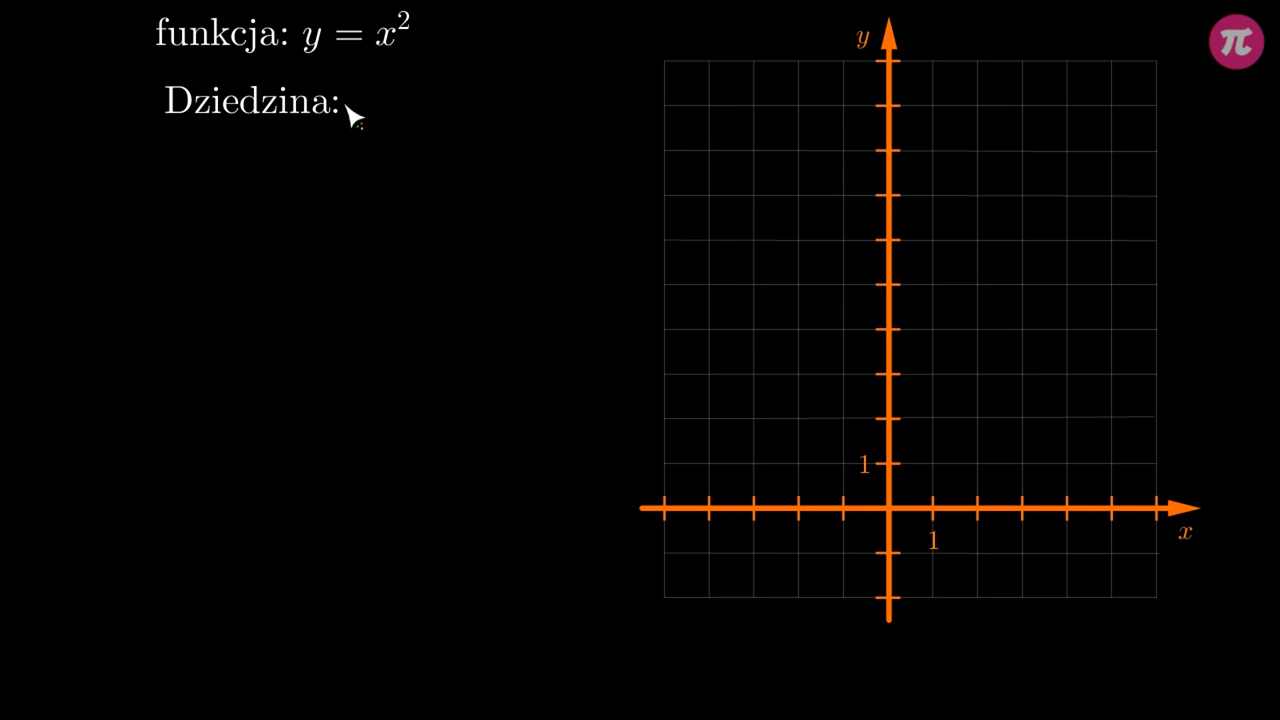 funkcja: y = x²
Dziedzina:
y
1
1
x
π